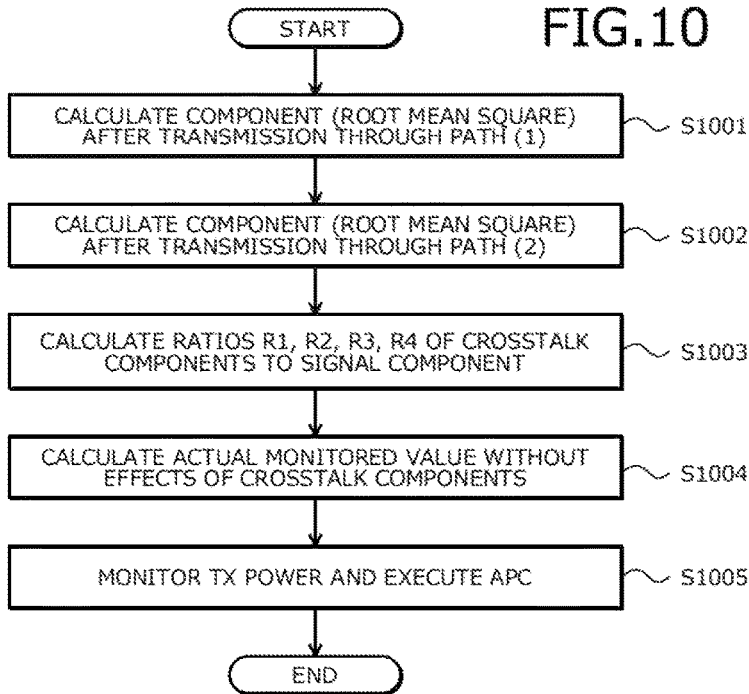 START
FIG.10
CALCULATE COMPONENT (ROOT MEAN SQUARE)
AFTER TRANSMISSION THROUGH PATH (1)
S1001
CALCULATE COMPONENT (ROOT MEAN SQUARE)
AFTER TRANSMISSION THROUGH PATH (2)
S1002
CALCULATE RATIOS R1, R2, R3, R4 OF CROSSTALK
COMPONENTS TO SIGNAL COMPONENT
S1003
CALCULATE ACTUAL MONITORED VALUE WITHOUT
EFFECTS OF CROSSTALK COMPONENTS
S1004
MONITOR TX POWER AND EXECUTE APC
S1005
END